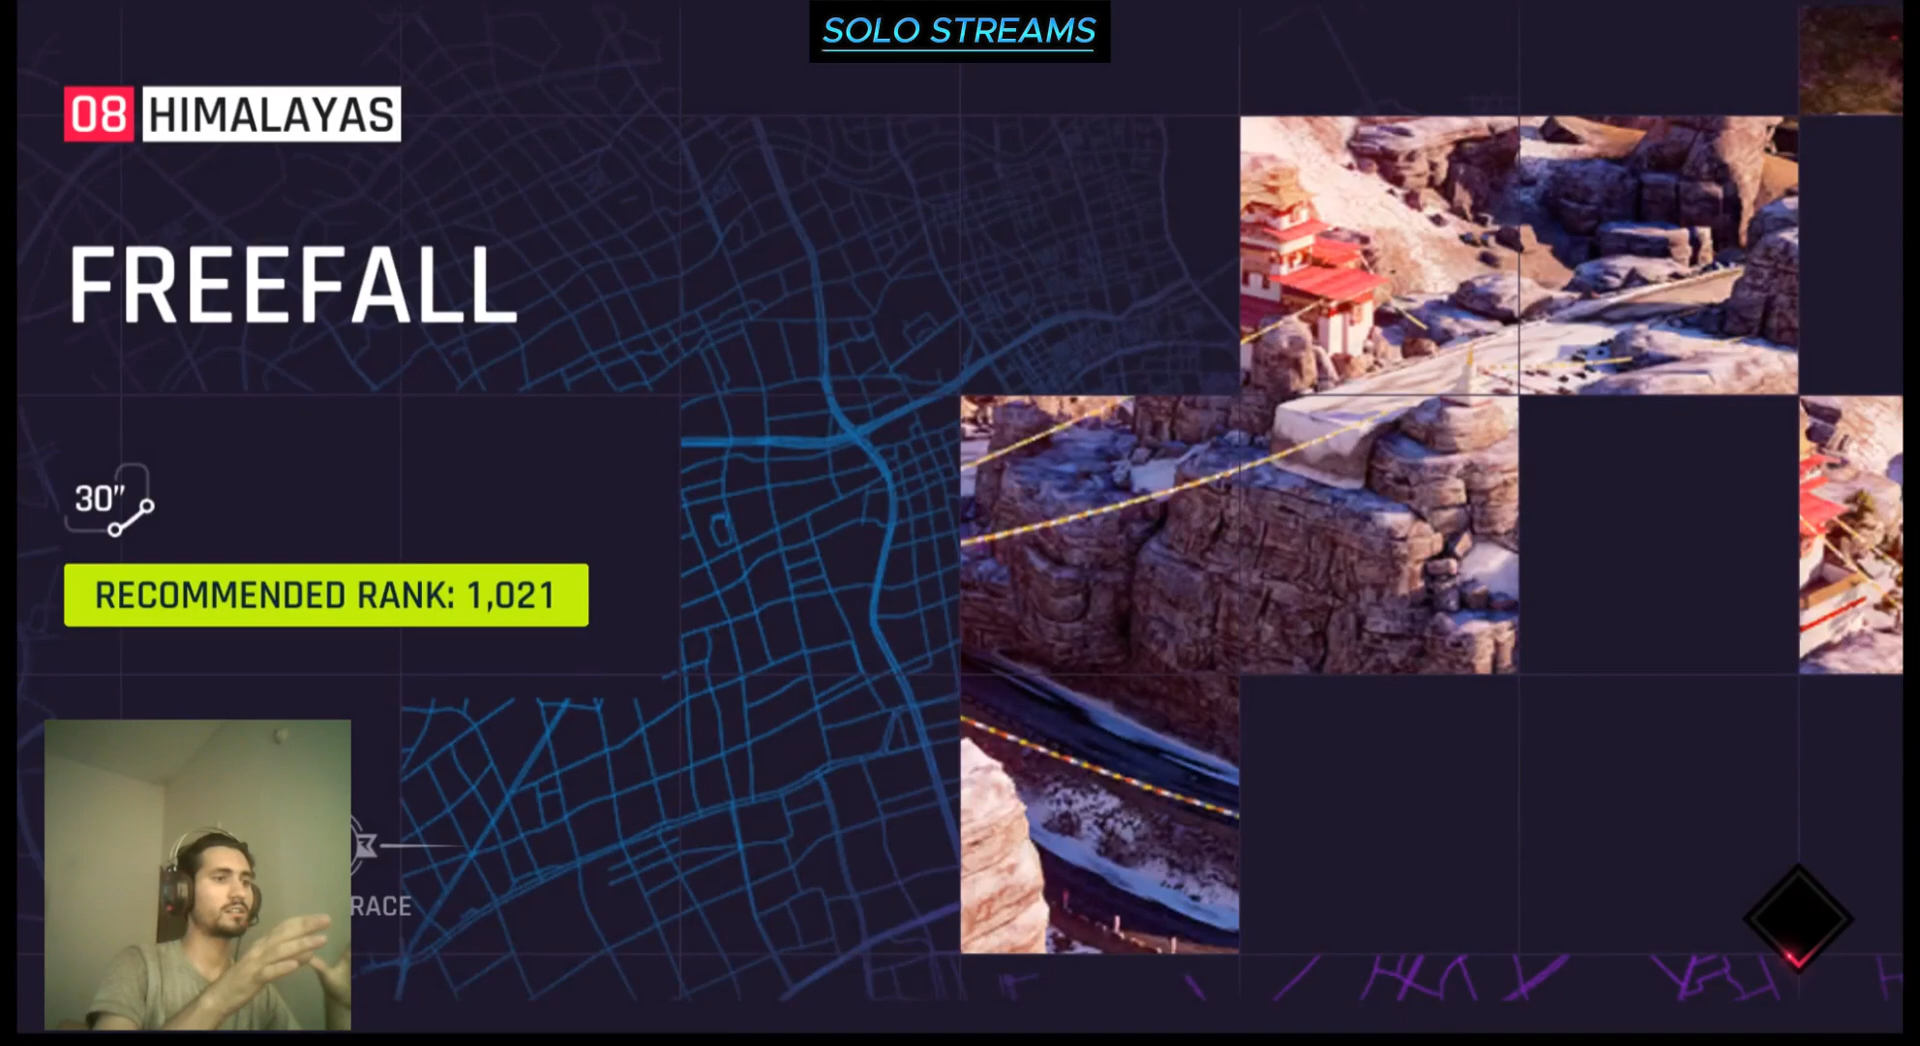 SOLO STREAMS
08 HIMALAYAS
FREEFALL
30"
RECOMMENDED RANK: 1,021
RACE